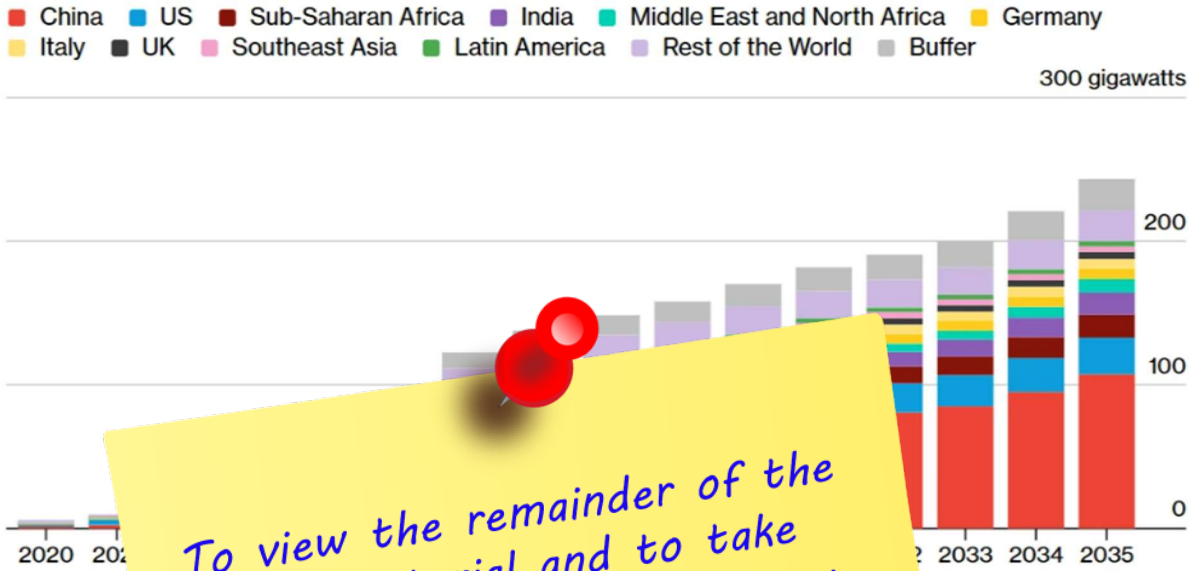 China US Sub-Saharan Africa India Middle East and North Africa Germany
Italy UK Southeast Asia Latin America Rest of the World Buffer
300 gigawatts
200
100
0
2020 2033 2034 2035
To view the remainder of the
and to take